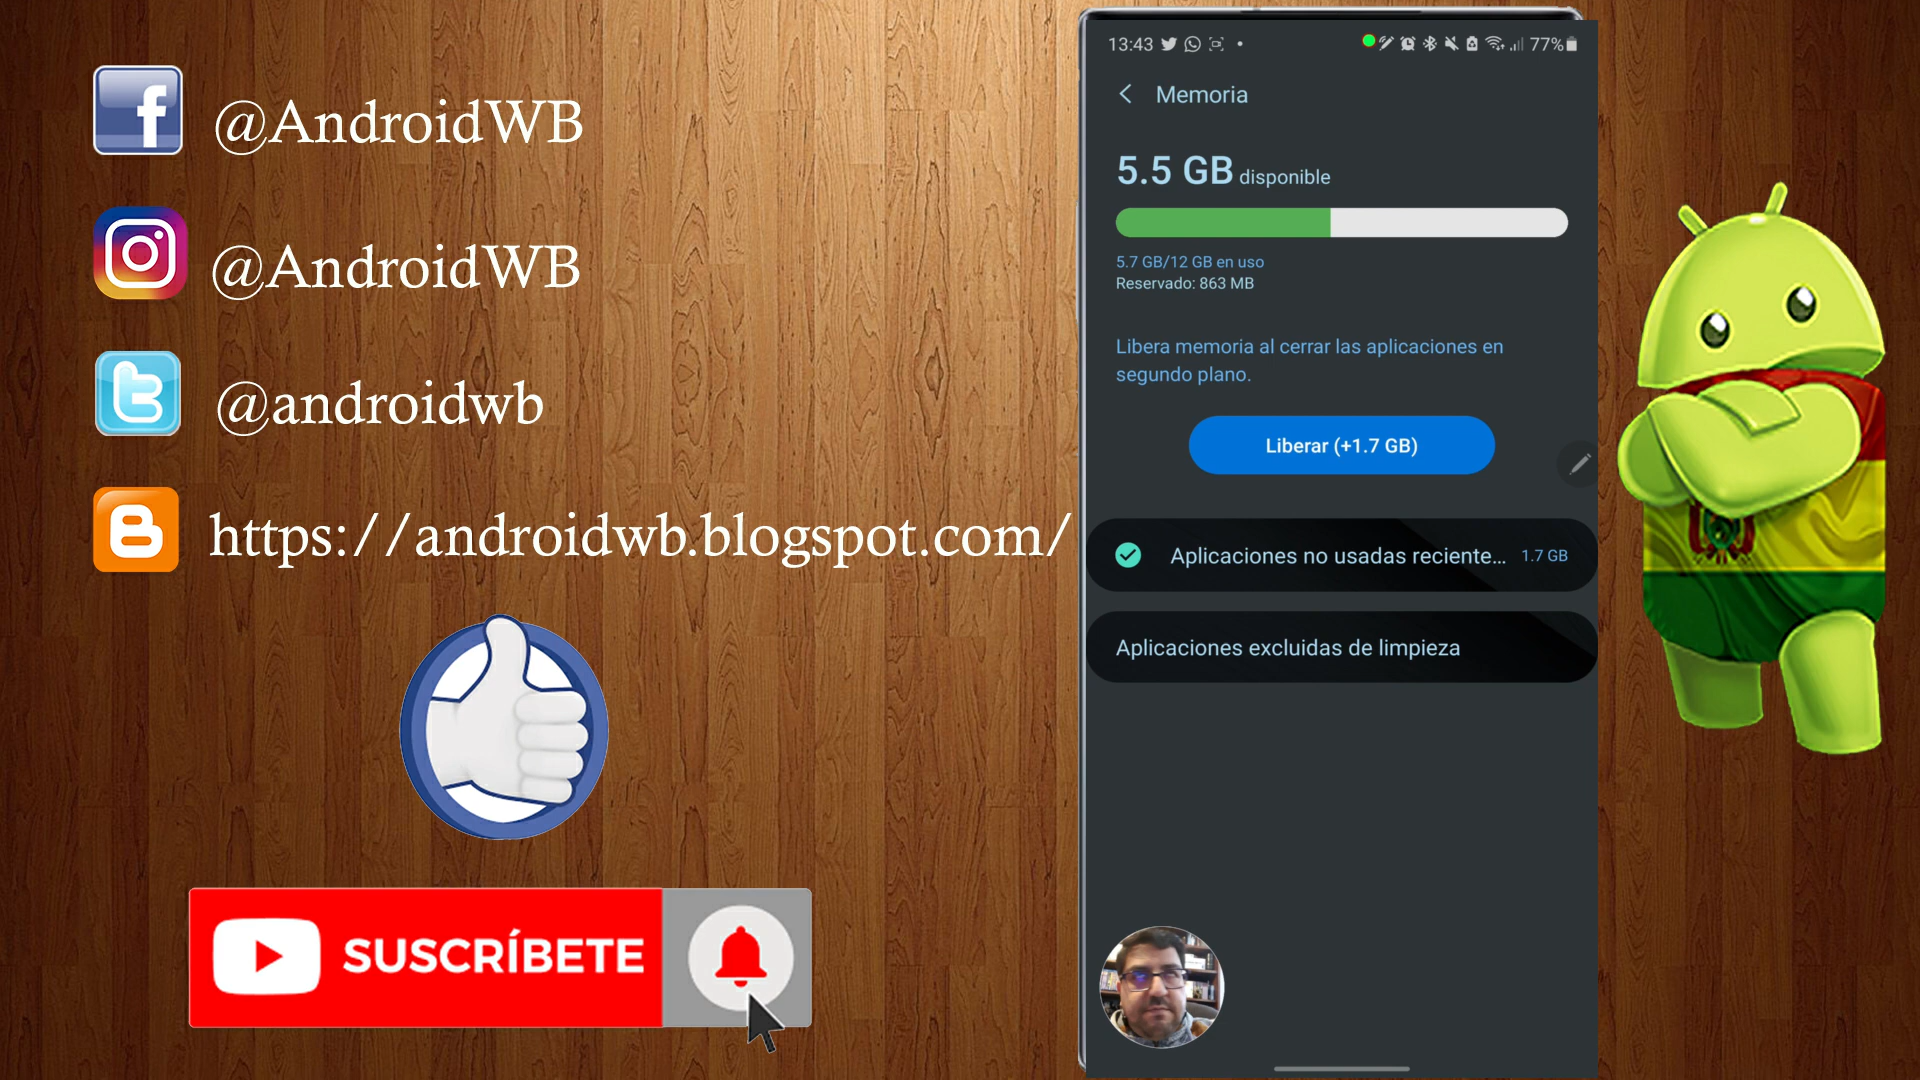 @AndroidWB
@AndroidWB
@androidwb
https://androidwb.blogspot.com/
SUSCRÍBETE
13:43
77%
Memoria
5.5 GB disponible
5.7 GB/12 GB en uso
Reservado: 863 MB
Libera memoria al cerrar las aplicaciones en
segundo plano.
Liberar (+1.7 GB)
Aplicaciones no usadas reciente... 1.7 GB
Aplicaciones excluidas de limpieza